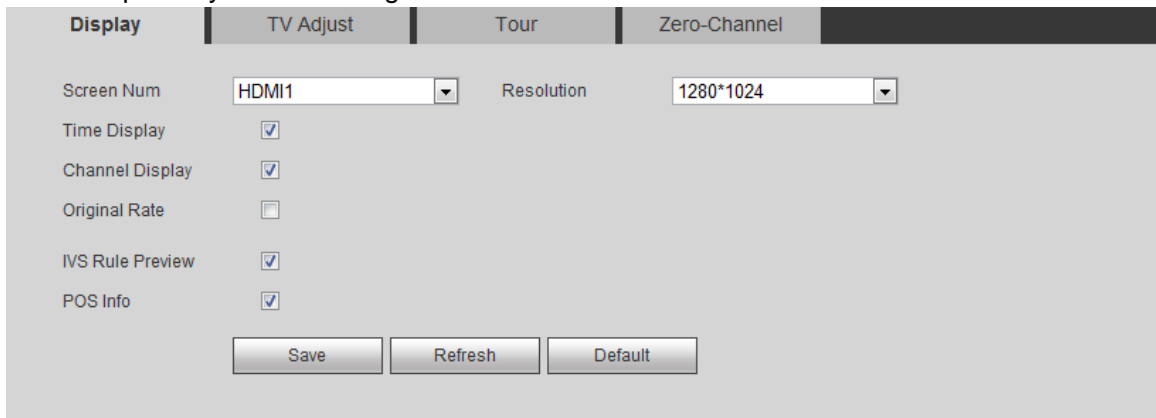 Display TV Adjust Tour Zero-Channel
Screen Num HDMI1 Resolution 1280*1024
Time Display
Channel Display
Original Rate
IVS Rule Preview
POS Info
Save Refresh Default